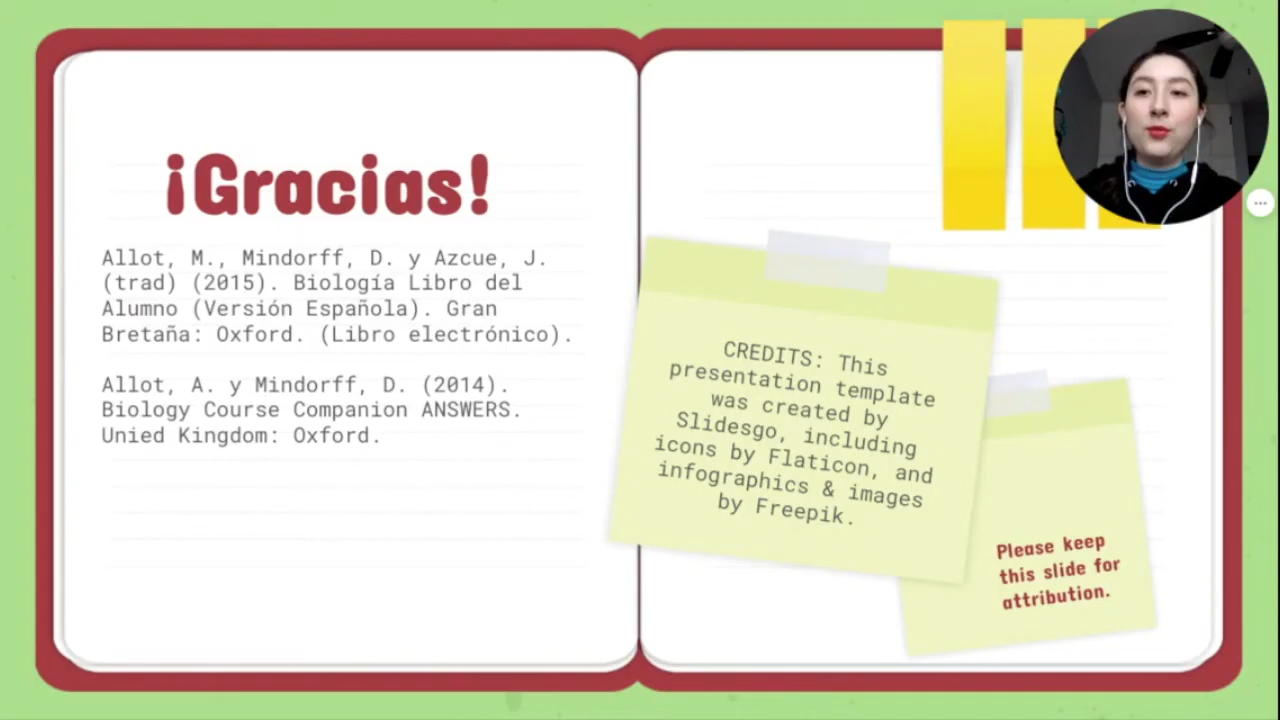 ¡Gracias!
Allot, M., Mindorff, D. y Azcue, J.
(trad) (2015). Biología Libro del
Alumno (Versión Española). Gran
Bretaña: Oxford. (Libro electrónico).
Allot, A. y Mindorff, D. (2014).
Biology Course Companion ANSWERS.
Unied Kingdom: Oxford.
CREDITS: This
presentation template
was created by
Slidesgo, including
icons by Flaticon, and
infographics & images
by Freepik.
Please keep
this slide for
attribution.